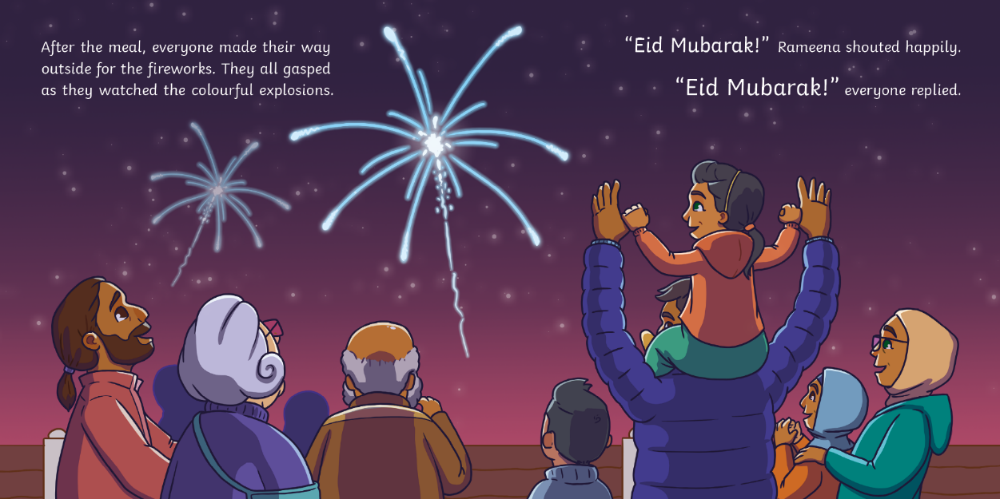 After the meal, everyone made their way
outside for the fireworks. They all gasped
as they watched the colourful explosions.
“Eid Mubarak!” Rameena shouted happily.
“Eid Mubarak!” everyone replied.